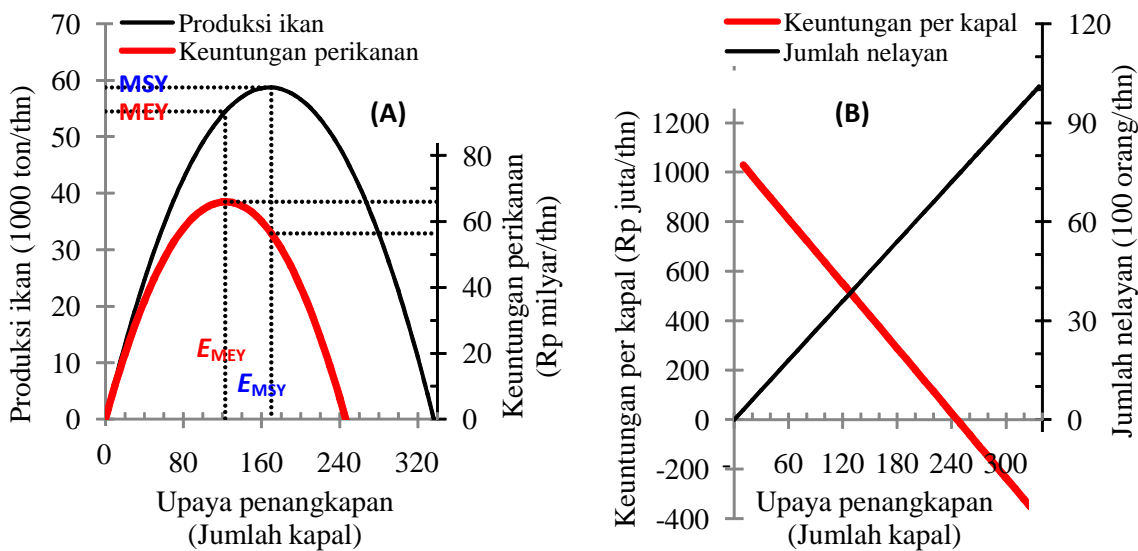 Produksi ikan
Keuntungan perikanan
(A)
MSY
MEY
E_MEY
E_MSY
Produksi ikan (1000 ton/thn)
70
60
50
40
30
20
10
0
Keuntungan perikanan
(Rp milyar/thn)
80
60
40
20
0
0 80 160 240 320
Upaya penangkapan
(Jumlah kapal)
Keuntungan per kapal
Jumlah nelayan
(B)
Keuntungan per kapal (Rp juta/thn)
1200
1000
800
600
400
200
0
-200
-400
Jumlah nelayan (100 orang/thn)
120
90
60
30
0
60 120 180 240 300
Upaya penangkapan
(Jumlah kapal)